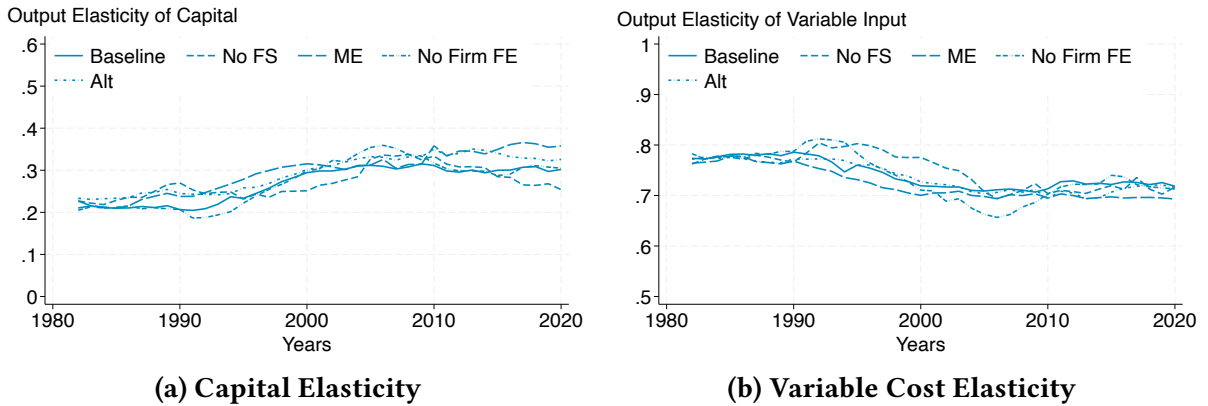 Output Elasticity of Capital
.6
.5
.4
.3
.2
.1
0
Baseline No FS ME No Firm FE
Alt
1980 1990 2000 2010 2020
Years
(a) Capital Elasticity
Output Elasticity of Variable Input
1
.9
.8
.7
.6
.5
Baseline No FS ME No Firm FE
Alt
1980 1990 2000 2010 2020
Years
(b) Variable Cost Elasticity